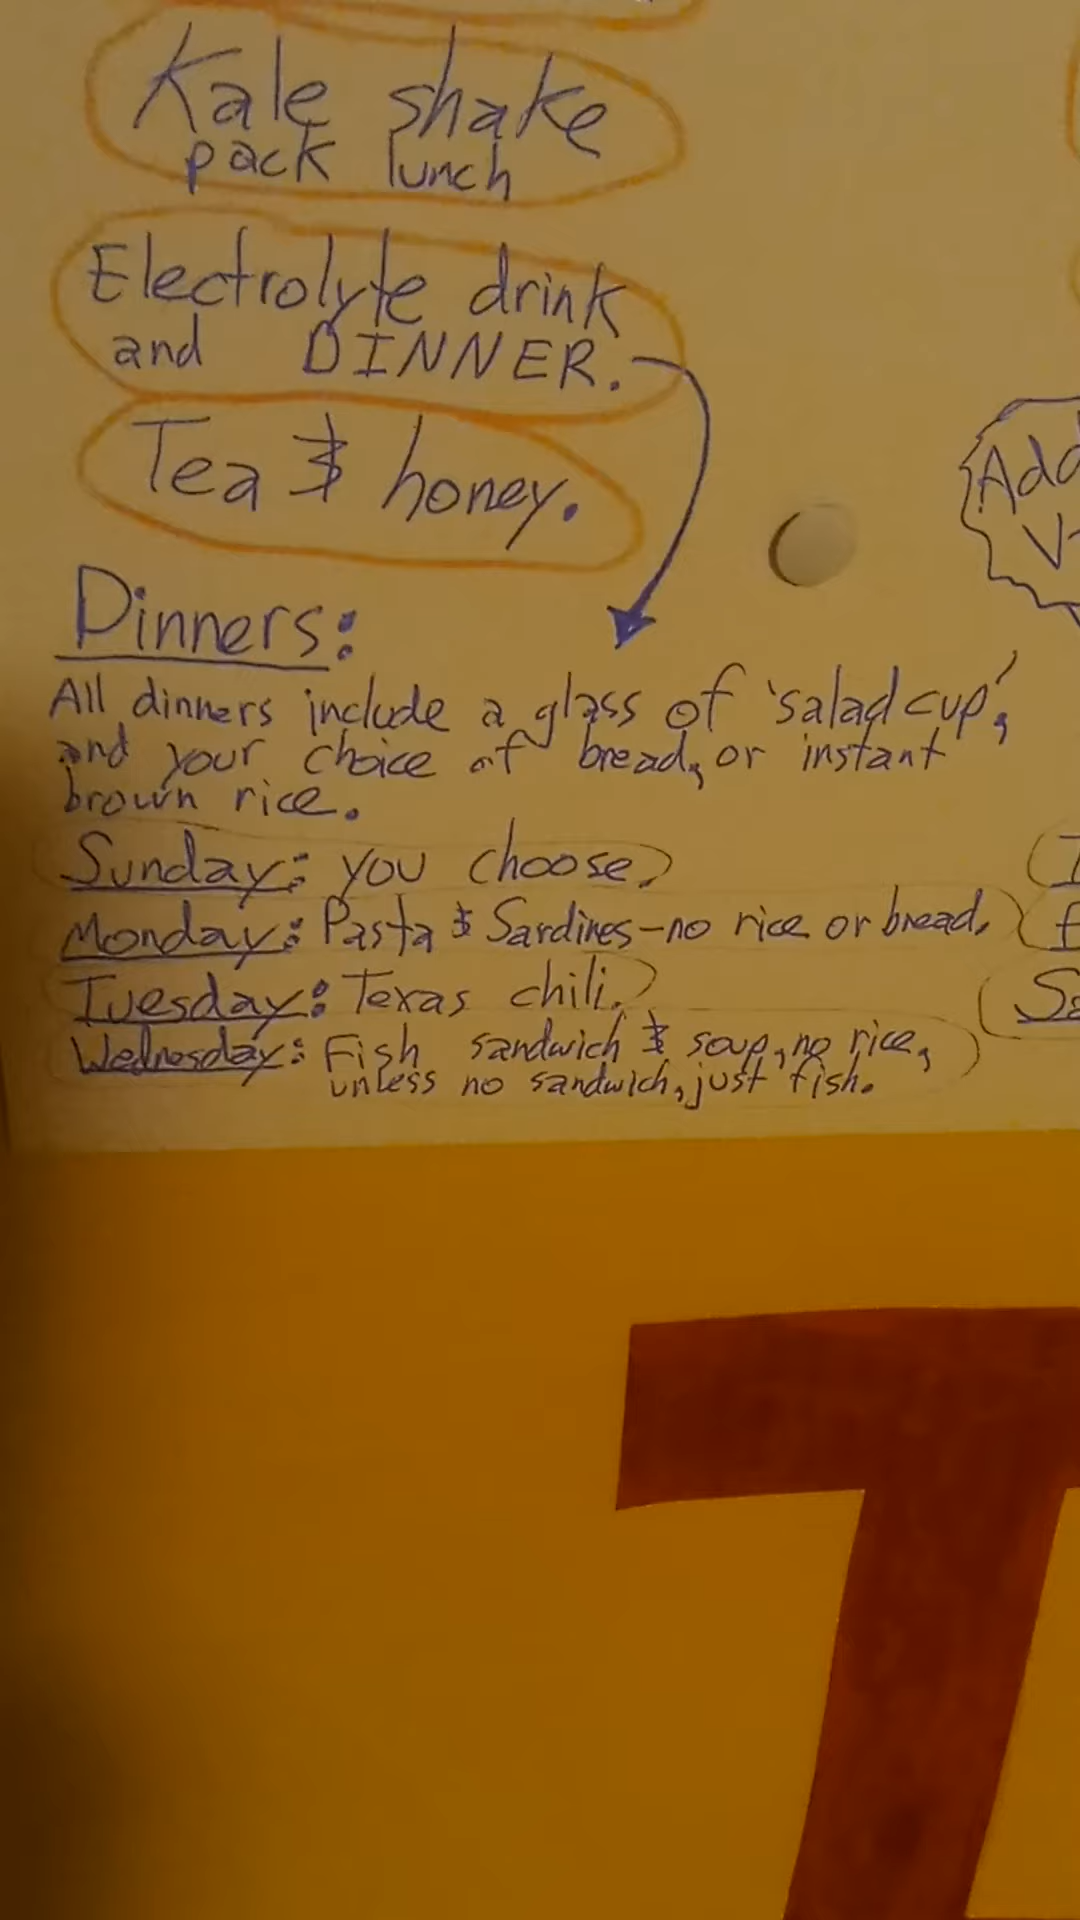 Kale shake
pack lunch
Electrolyte drink
and DINNER.
Tea & honey.
Dinners:
All dinners include a glass of 'salad cup',
and your choice of bread, or instant
brown rice.
Sunday: you choose.
Monday: Pasta & Sardines-no rice or bread.
Tuesday: Texas chili.
Wednesday: Fish sandwich & soup, no rice,
unless no sandwich, just fish.
Add
T